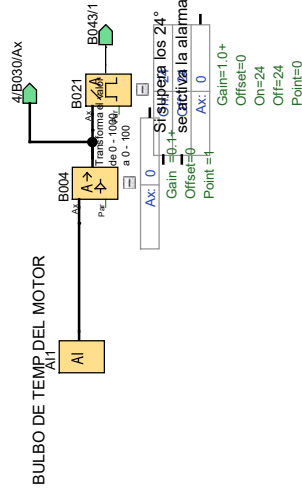 BULBO DE TEMP DEL MOTOR
AI1
AI
B004
Ax
A→
Par
4/B030/Ax
B021
Ax
A
B043/1
Transforma el
de 0 - 1000
a 0 - 100
Ax: 0
Gain =0.1+
Offset=0
Point =1
Si supera los 24°
se activa la alarma
Ax: 0
Gain=1.0+
Offset=0
On=24
Off=24
Point=0